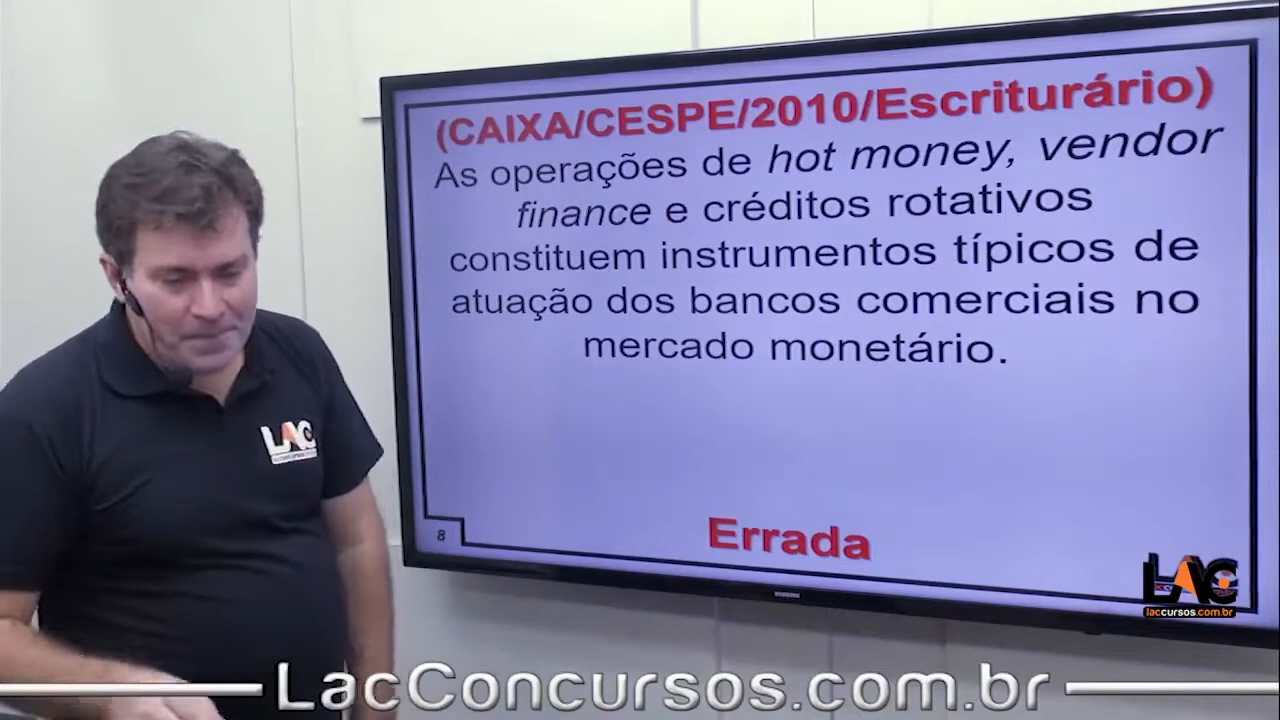 (CAIXA/CESPE/2010/Escriturário)
As operações de hot money, vendor
finance e créditos rotativos
constituem instrumentos típicos de
atuação dos bancos comerciais no
mercado monetário.
Errada
8
LAC
laccursos.com.br
LAC
LacConcursos.com.br